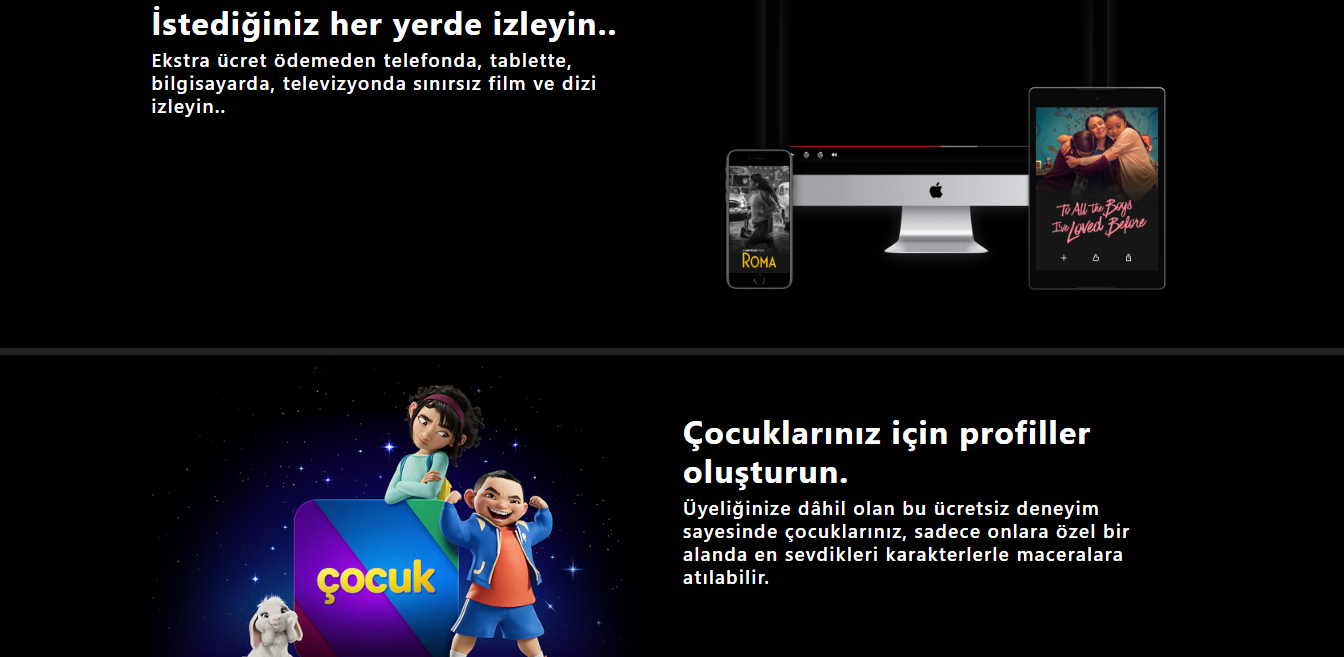 İstediğiniz her yerde izleyin..
Ekstra ücret ödemeden telefonda, tablette,
bilgisayarda, televizyonda sınırsız film ve dizi
izleyin..
ROMA
To All the Boys
I've Loved Before
Çocuklarınız için profiller
oluşturun.
Üyeliğinize dâhil olan bu ücretsiz deneyim
sayesinde çocuklarınız, sadece onlara özel bir
alanda en sevdikleri karakterlerle maceralara
atılabilir.
çocuk